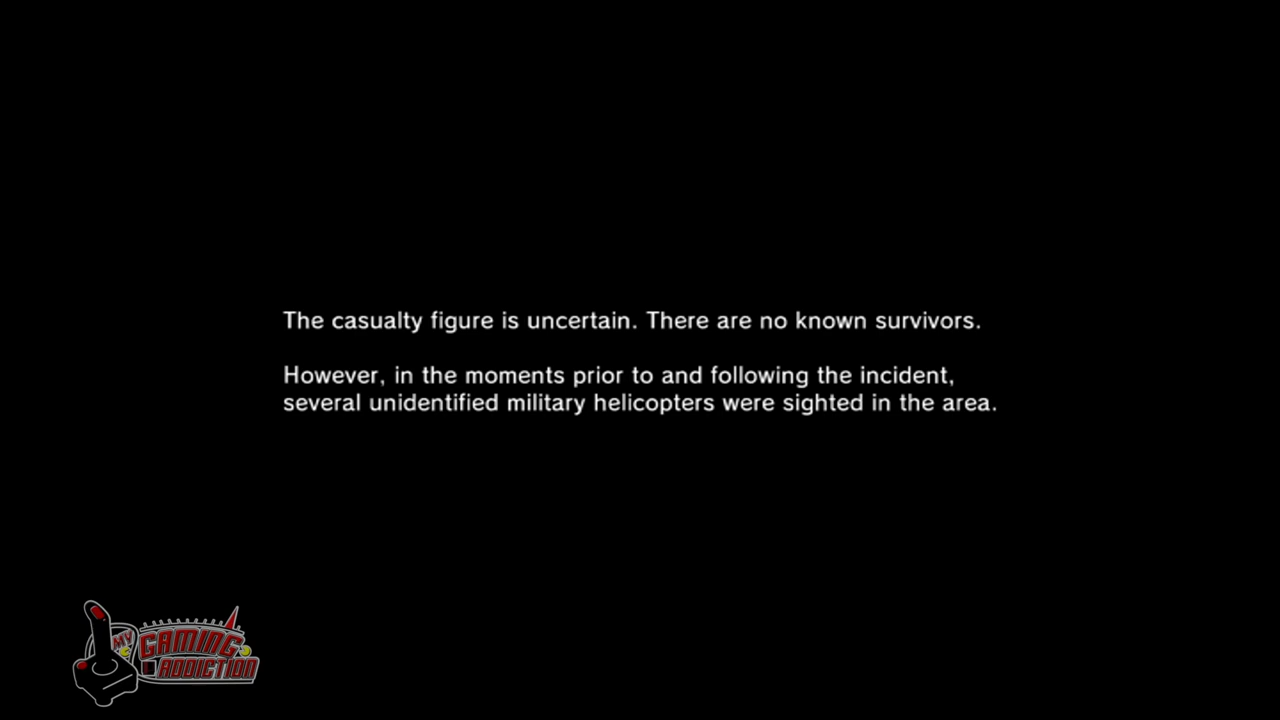 The casualty figure is uncertain. There are no known survivors.
However, in the moments prior to and following the incident,
several unidentified military helicopters were sighted in the area.
MY
GAMING
ADDICTION